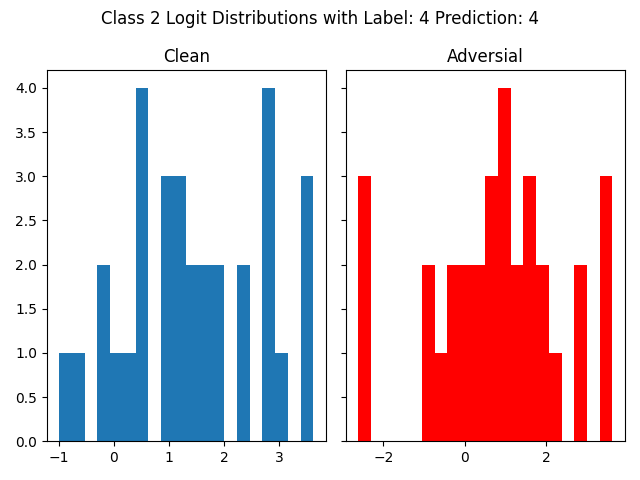 Class 2 Logit Distributions with Label: 4 Prediction: 4
Clean
Adversial
4.0
3.5
3.0
2.5
2.0
1.5
1.0
0.5
0.0
−1 0 1 2 3
−2 0 2